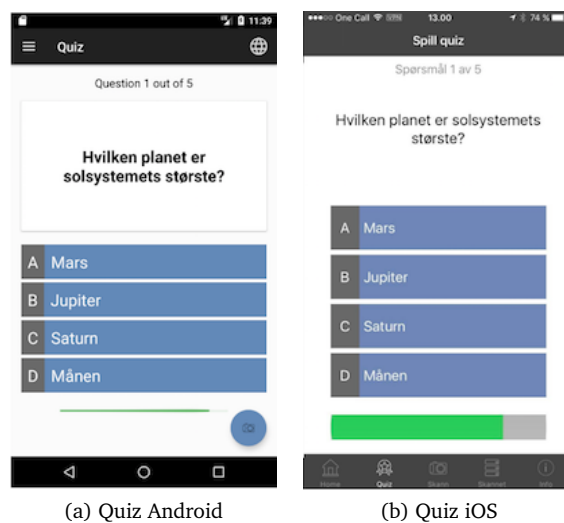 11:39
Quiz
Question 1 out of 5
Hvilken planet er
solsystemets største?
A Mars
B Jupiter
C Saturn
D Månen
(a) Quiz Android
One Call 13.00 74 %
Spill quiz
Spørsmål 1 av 5
Hvilken planet er solsystemets
største?
A Mars
B Jupiter
C Saturn
D Månen
Home Quiz Skann Skannet Info
(b) Quiz iOS